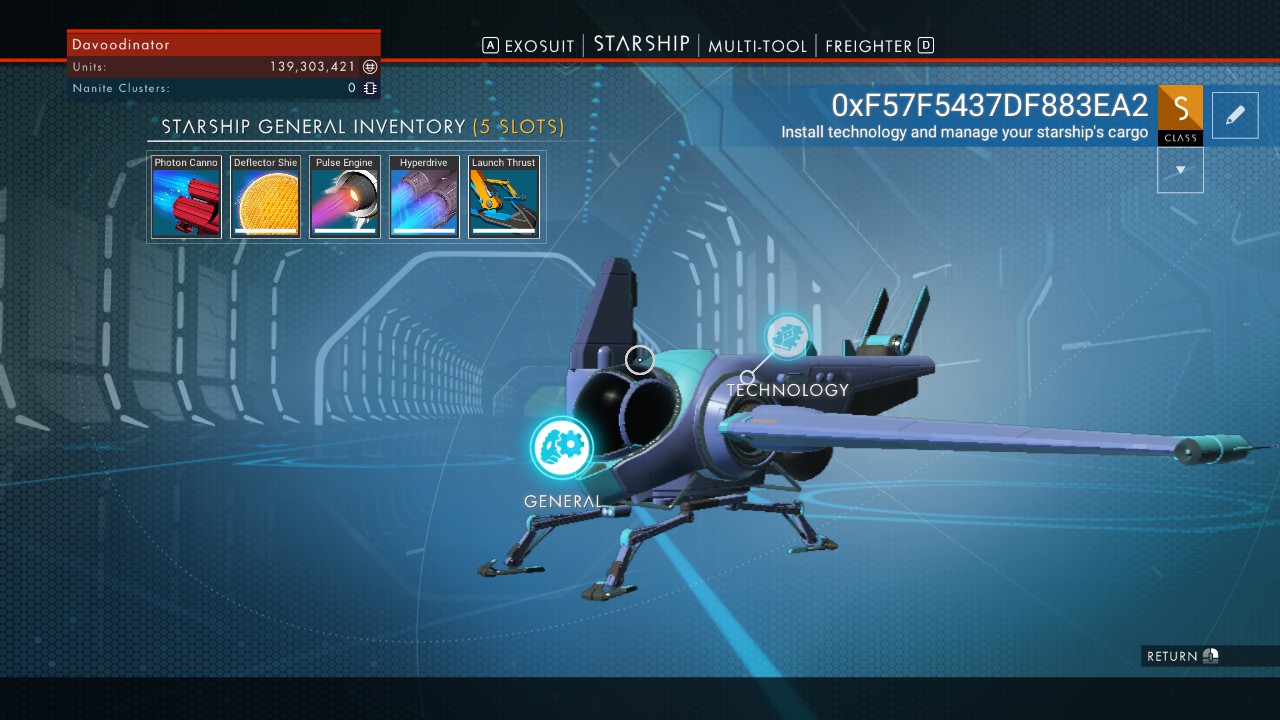 Davoodinator
Units: 139,303,421
Nanite Clusters: 0
A EXOSUIT STARSHIP MULTI-TOOL FREIGHTER D
0xF57F5437DF883EA2
Install technology and manage your starship's cargo
S
CLASS
STARSHIP GENERAL INVENTORY (5 SLOTS)
Photon Canno Deflector Shie Pulse Engine Hyperdrive Launch Thrust
TECHNOLOGY
GENERAL
RETURN